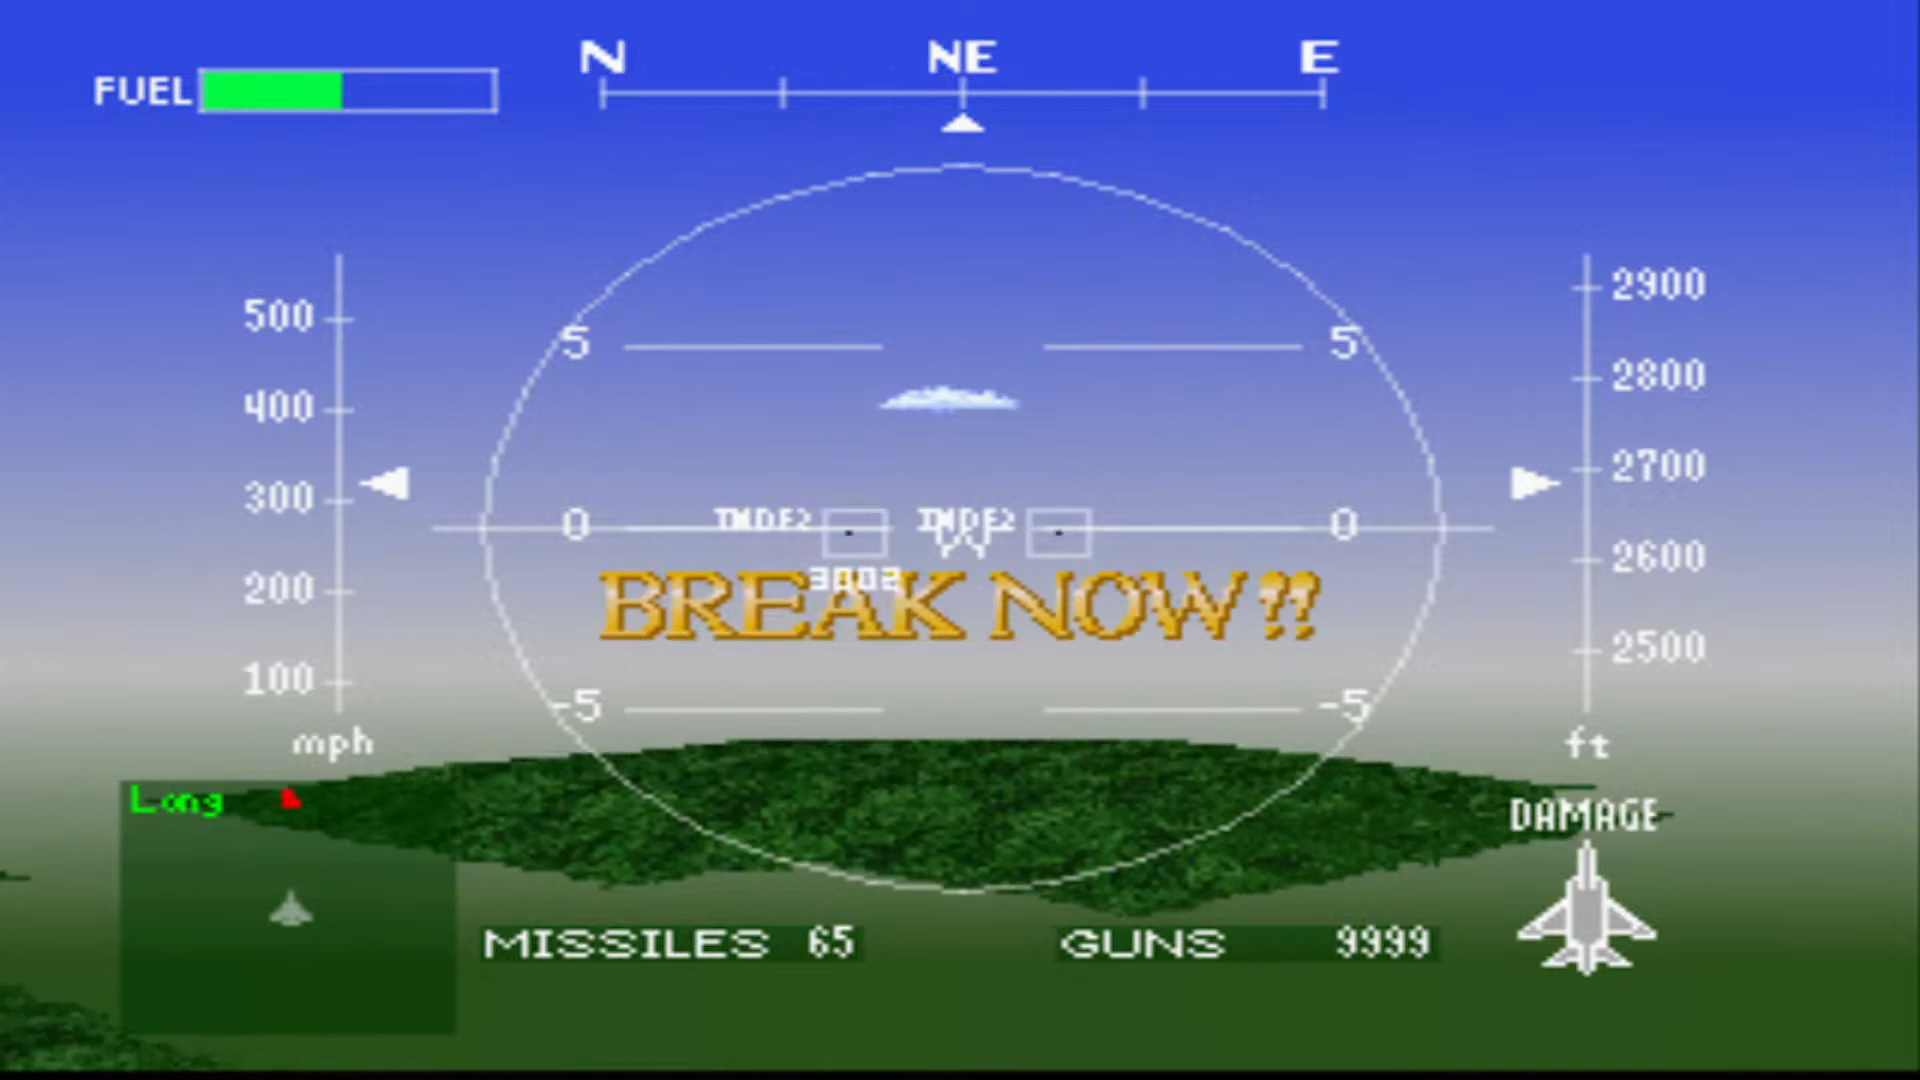 N NE E
FUEL
500
400
300
200
100
mph
5 5
0 0
-5 -5
2900
2800
2700
2600
2500
ft
3002
BREAK NOW!!
Long
DAMAGE
MISSILES 65
GUNS 9999